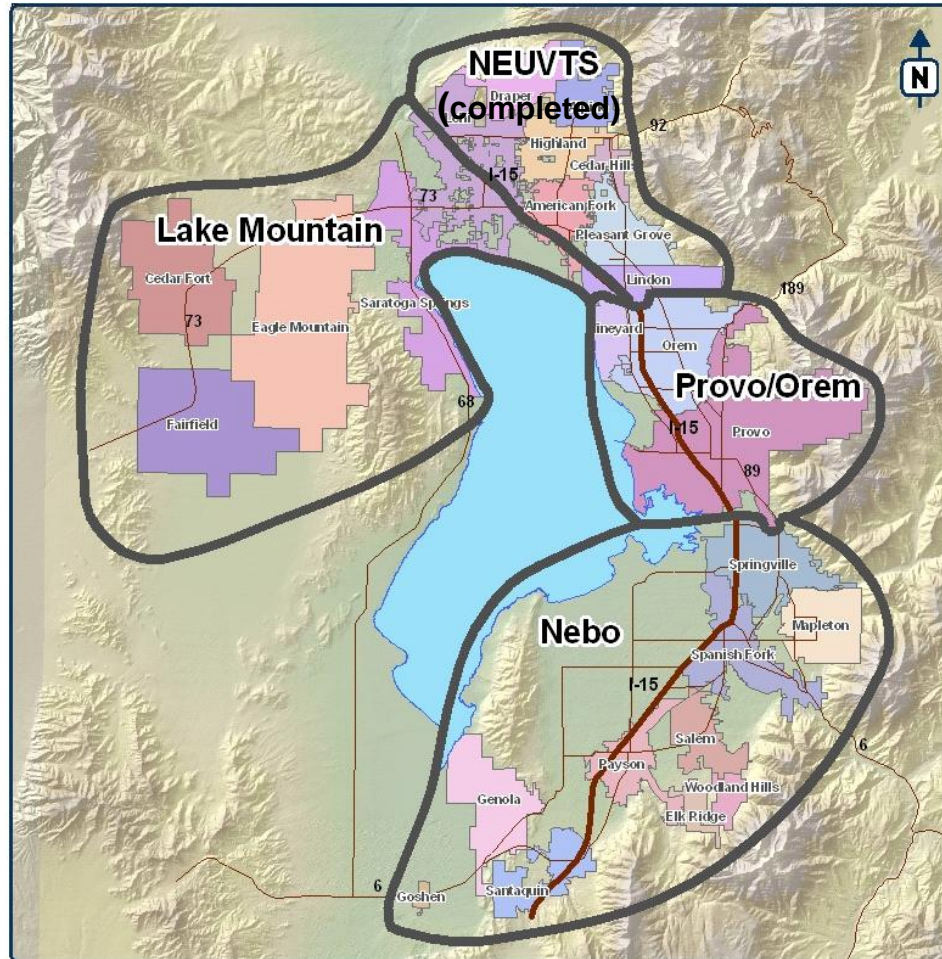 N
NEUVTS
(completed)
Draper
Highland
92
Cedar Hills
I-15
73
American Fork
Pleasant Grove
Lake Mountain
Cedar Fort
Lindon
189
Saratoga Springs
73
Eagle Mountain
ineyard
Orem
Provo/Orem
68
Fairfield
I-15
Provo
89
Springville
Nebo
Mapleton
Spanish Fork
I-15
Salem
6
Payson
Woodland Hills
Genola
Elk Ridge
6
Goshen
Santaquin